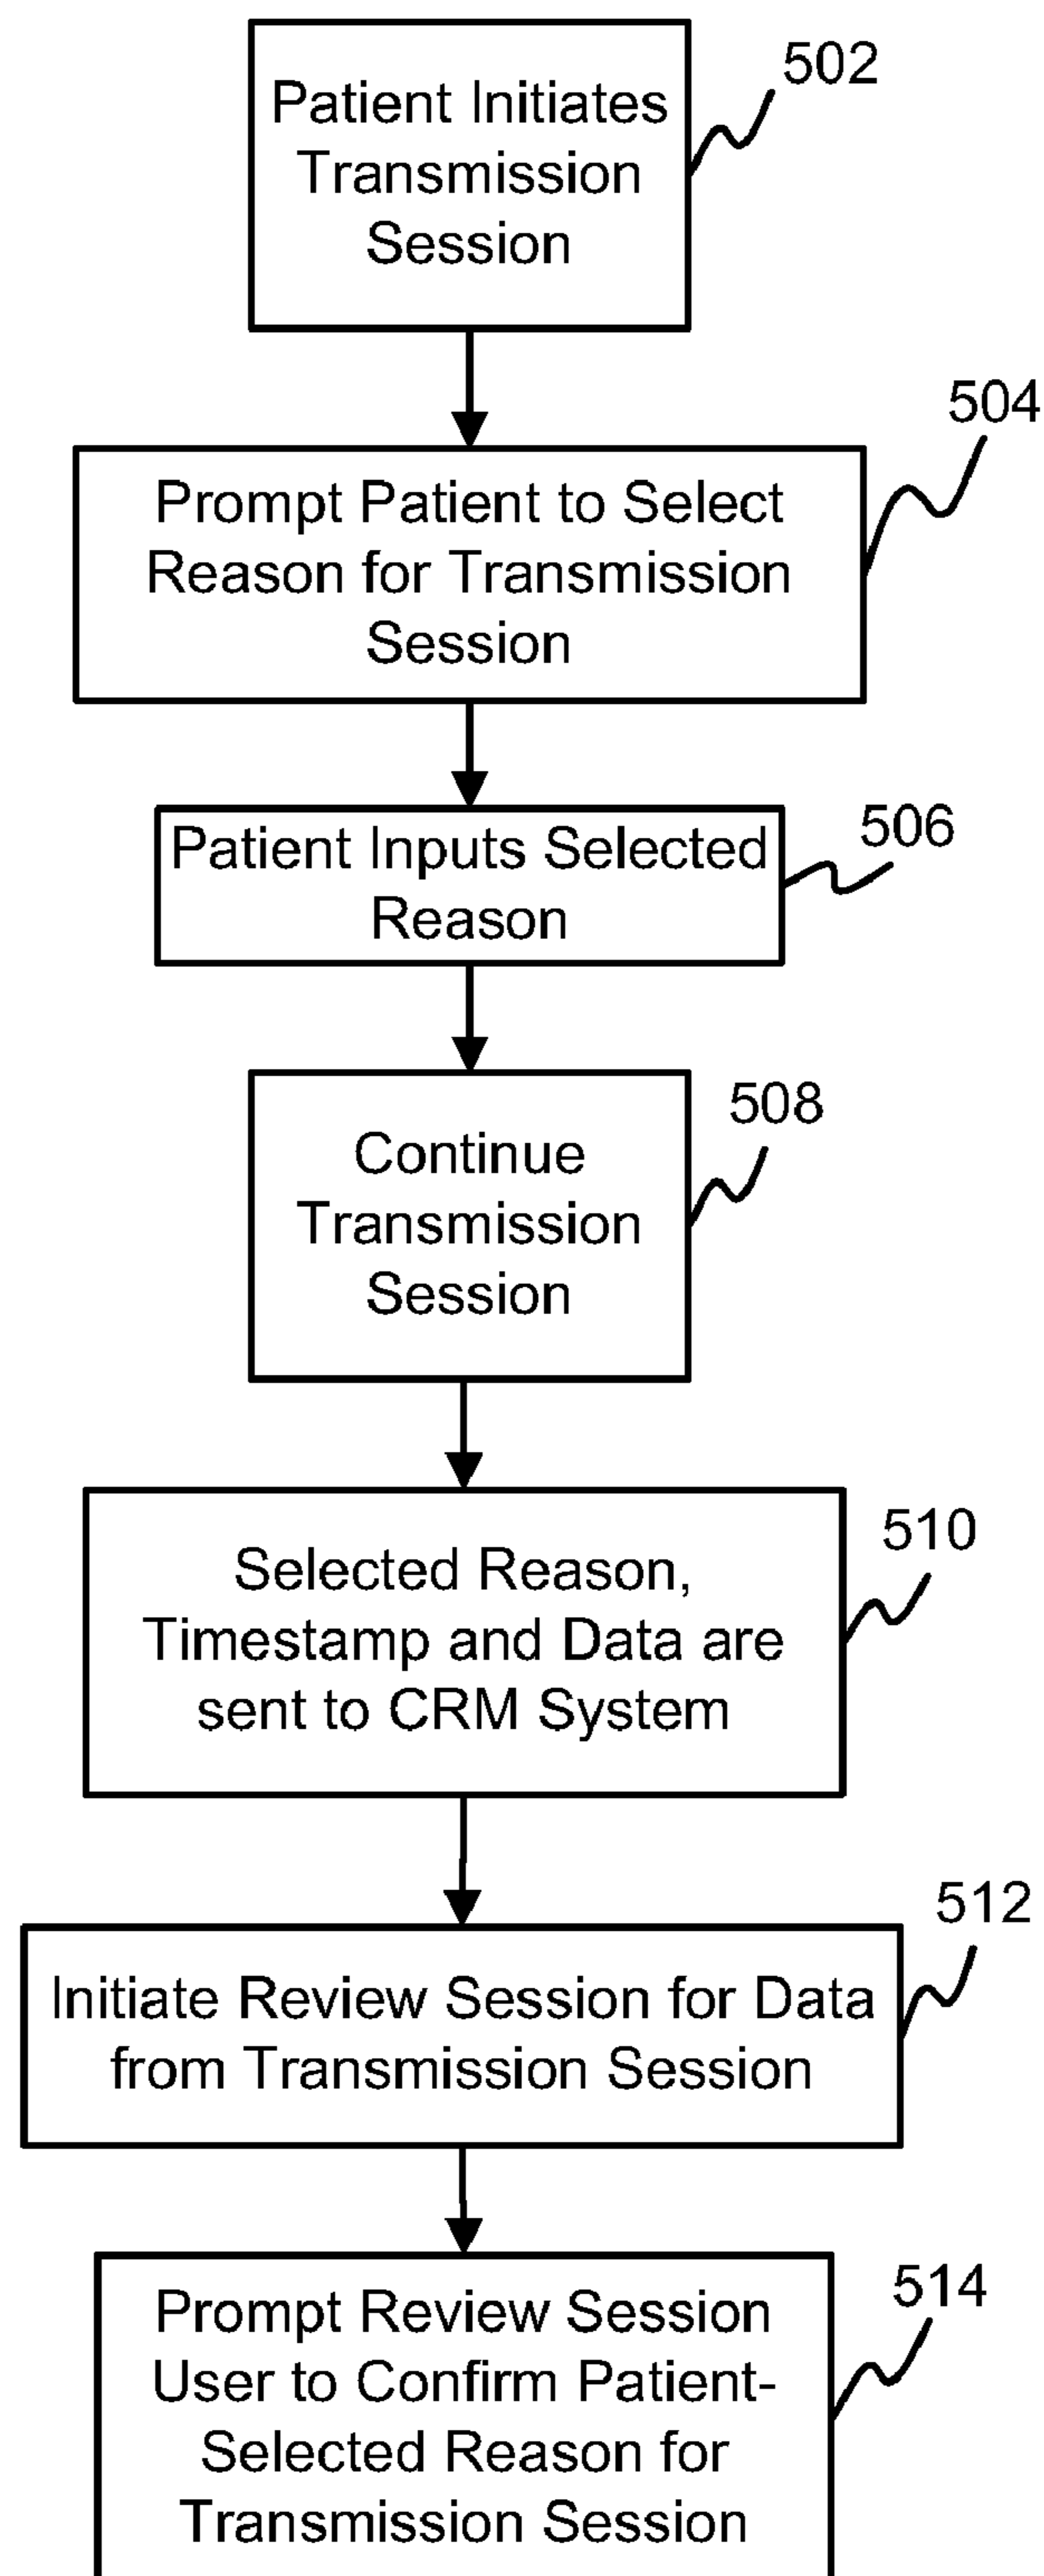 Patient Initiates
Transmission
Session
502
Prompt Patient to Select
Reason for Transmission
Session
504
Patient Inputs Selected
Reason
506
Continue
Transmission
Session
508
Selected Reason,
Timestamp and Data are
sent to CRM System
510
Initiate Review Session for Data
from Transmission Session
512
Prompt Review Session
User to Confirm Patient-
Selected Reason for
Transmission Session
514